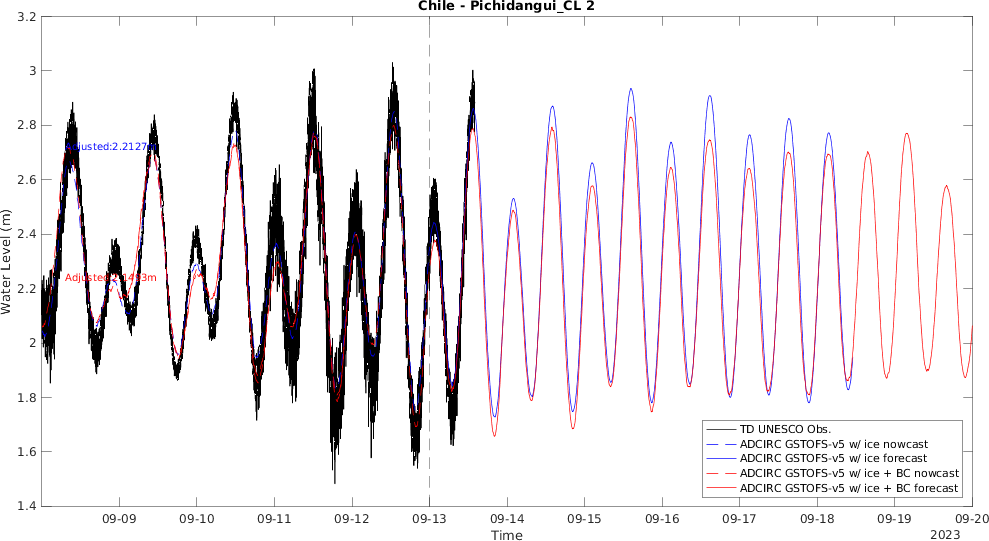 Chile - Pichidangui_CL 2
Water Level (m)
3.2
3
2.8
2.6
2.4
2.2
2
1.8
1.6
1.4
Adjusted:2.2127m
TD UNESCO Obs.
ADCIRC GSTOFS-v5 w/ ice nowcast
ADCIRC GSTOFS-v5 w/ ice forecast
ADCIRC GSTOFS-v5 w/ ice + BC nowcast
ADCIRC GSTOFS-v5 w/ ice + BC forecast
09-09
09-10
09-11
09-12
09-13
09-14
09-15
09-16
09-17
09-18
09-19
09-20
Time
2023